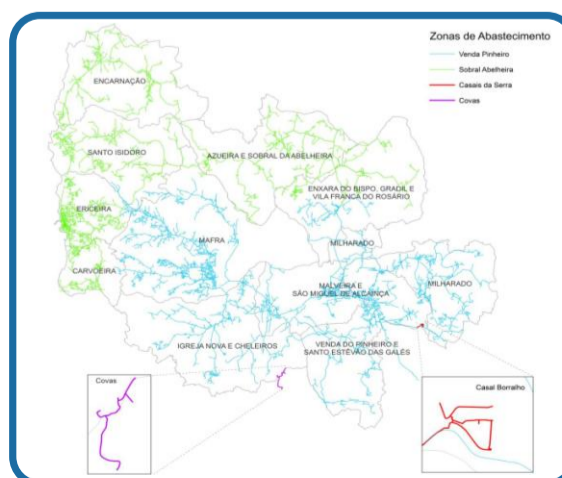 Zonas de Abastecimento
Venda Pinheiro
Sobral Abelheira
Casais da Serra
Covas
ENCARNAÇÃO
SANTO ISIDORO
AZUEIRA E SOBRAL DA ABELHEIRA
ENXARA DO BISPO, GRADIL E
VILA FRANCA DO ROSÁRIO
ERICEIRA
MAFRA
MILHARADO
CARVOEIRA
MALVEIRA E
SÃO MIGUEL DE ALCAINÇA
MILHARADO
IGREJA NOVA E CHELEIROS
VENDA DO PINHEIRO E
SANTO ESTÊVÃO DAS GALÉS
Covas
Casal Borralho